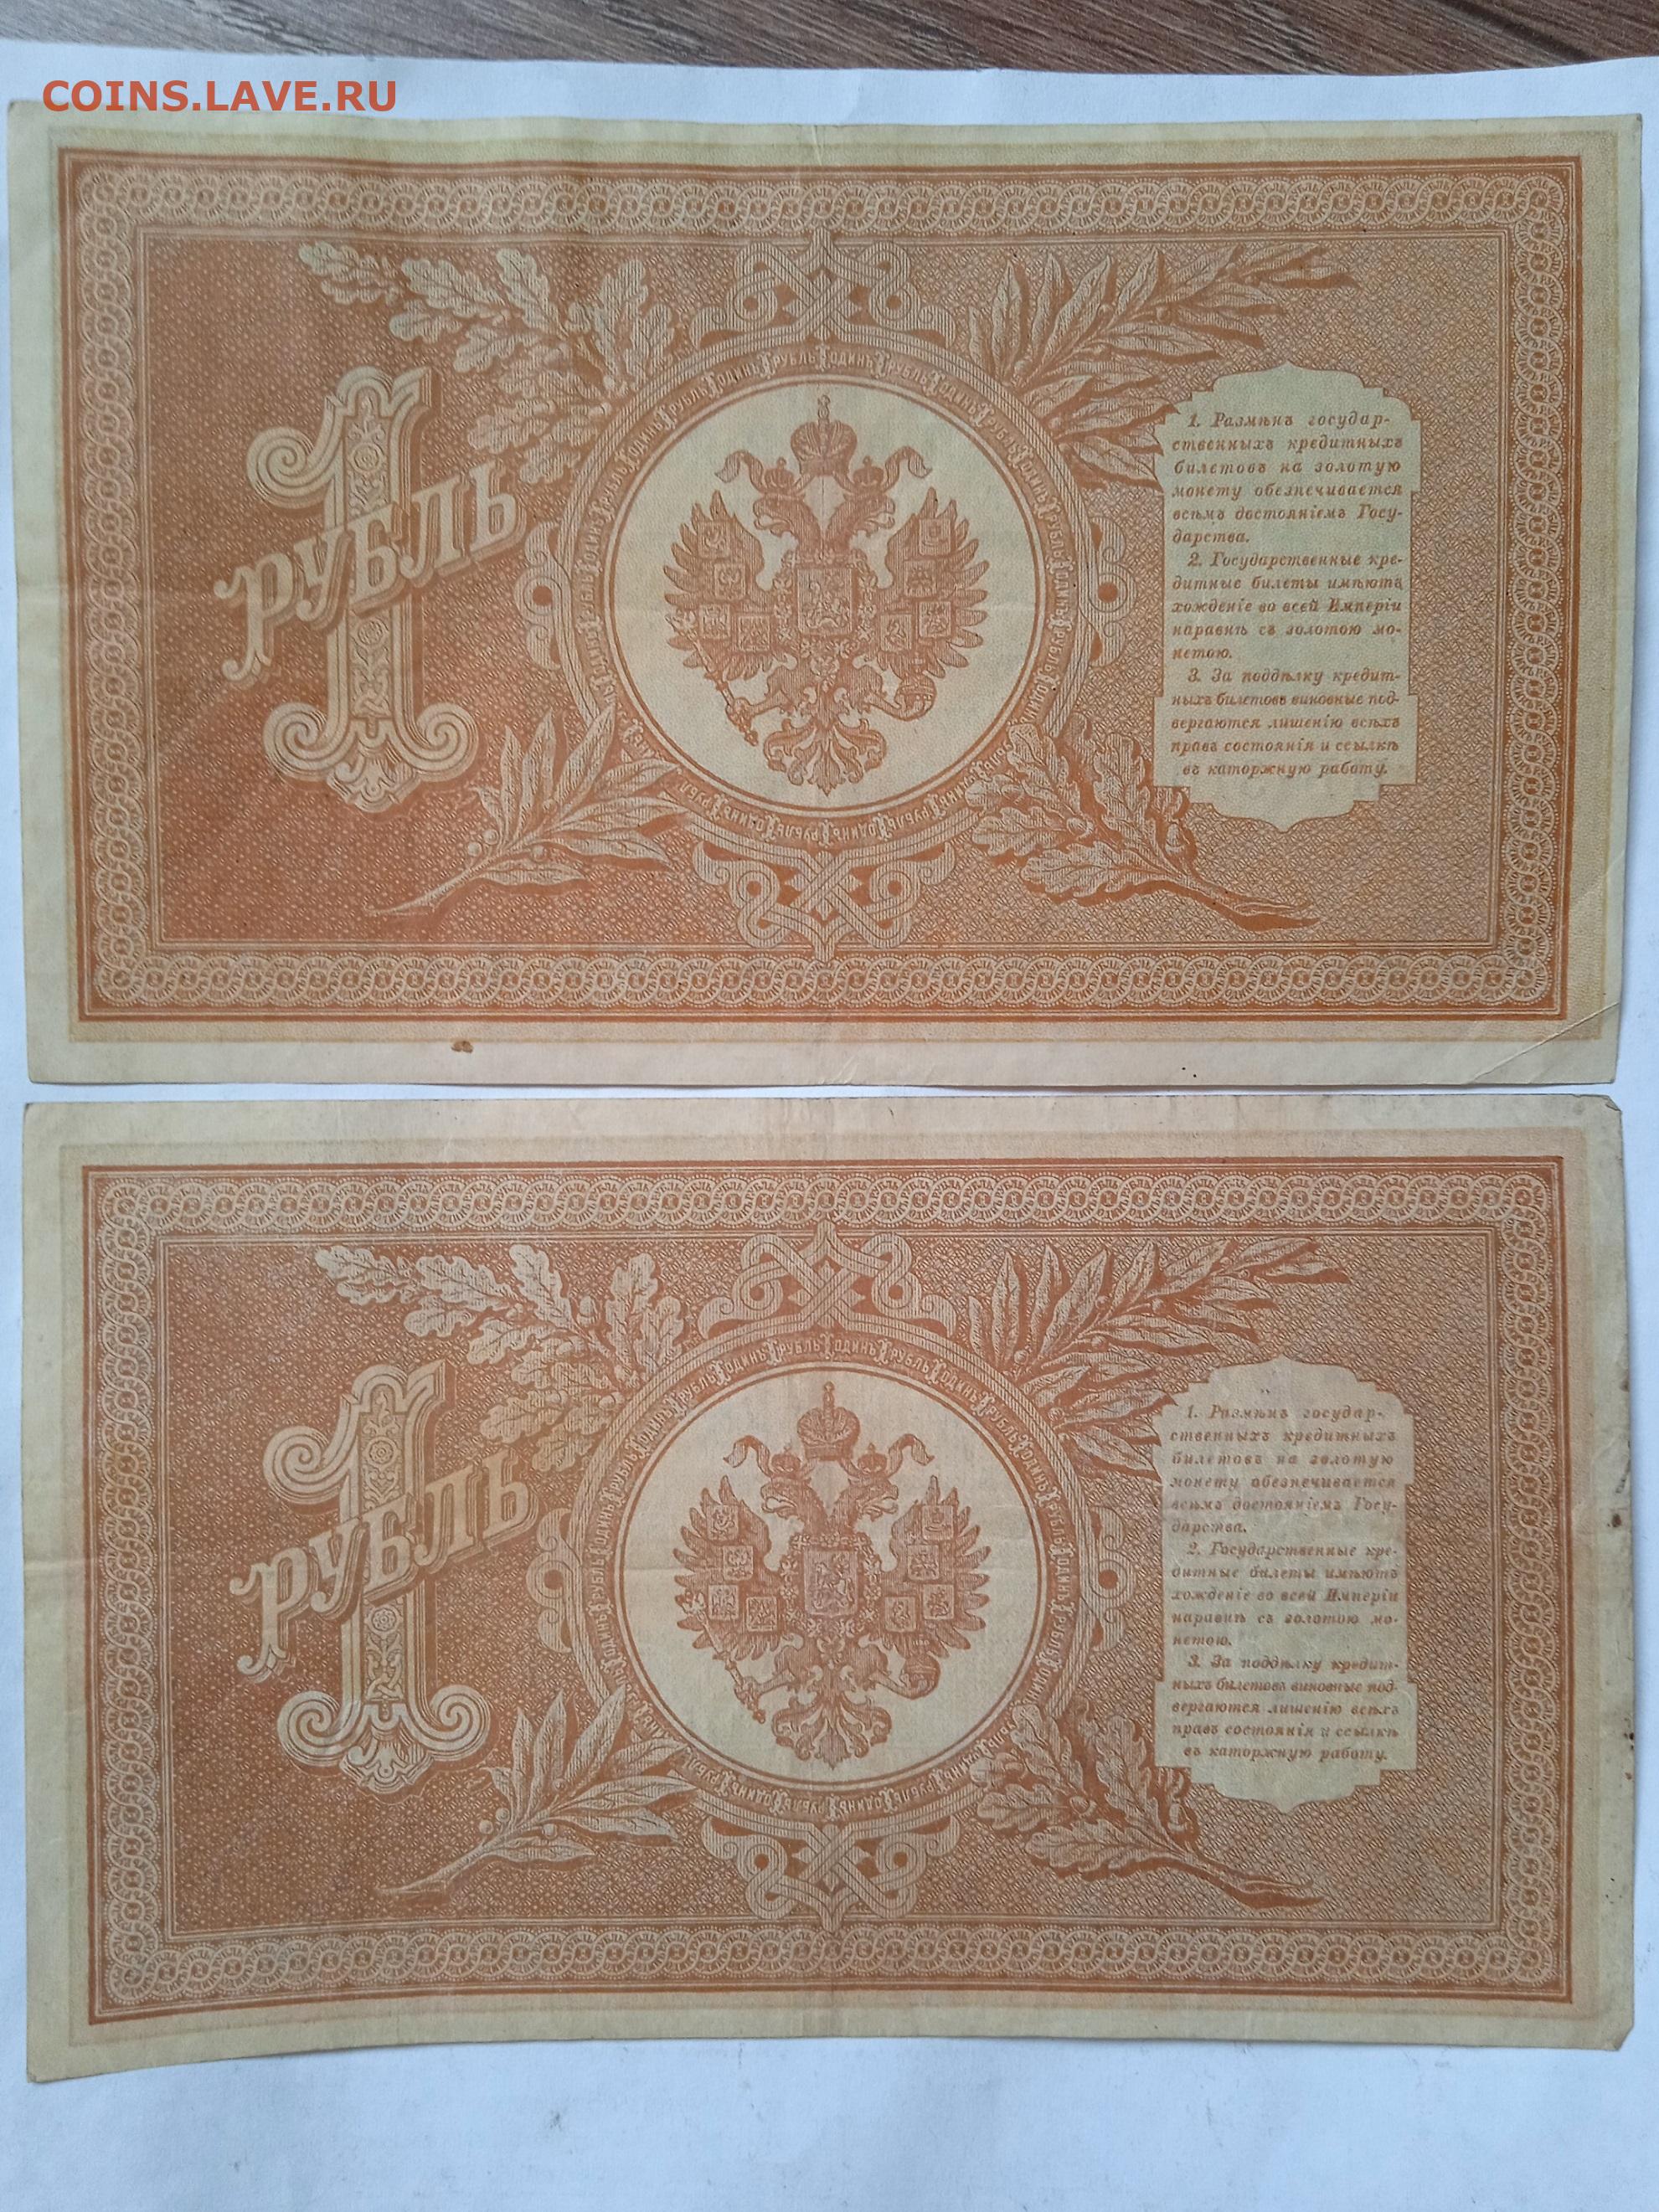 COINS.LAVE.RU
1
РУБЛЬ
1. Размѣнъ государ-
ственныхъ кредитныхъ
билетовъ на золотую
монету обезпечивается
всѣмъ достояніемъ Госу-
дарства.
2. Государственные кре-
дитные билеты имѣютъ
хожденіе во всей Имперіи
наравнѣ съ золотою мо-
нетою.
3. За поддѣлку кредит-
ныхъ билетовъ виновные под-
вергаются лишенію всѣхъ
правъ состоянія и ссылкѣ
въ каторжную работу.
1
РУБЛЬ
1. Размѣнъ государ-
ственныхъ кредитныхъ
билетовъ на золотую
монету обезпечивается
всѣмъ достояніемъ Госу-
дарства.
2. Государственные кре-
дитные билеты имѣютъ
хожденіе во всей Имперіи
наравнѣ съ золотою мо-
нетою.
3. За поддѣлку кредит-
ныхъ билетовъ виновные под-
вергаются лишенію всѣхъ
правъ состоянія и ссылкѣ
въ каторжную работу.